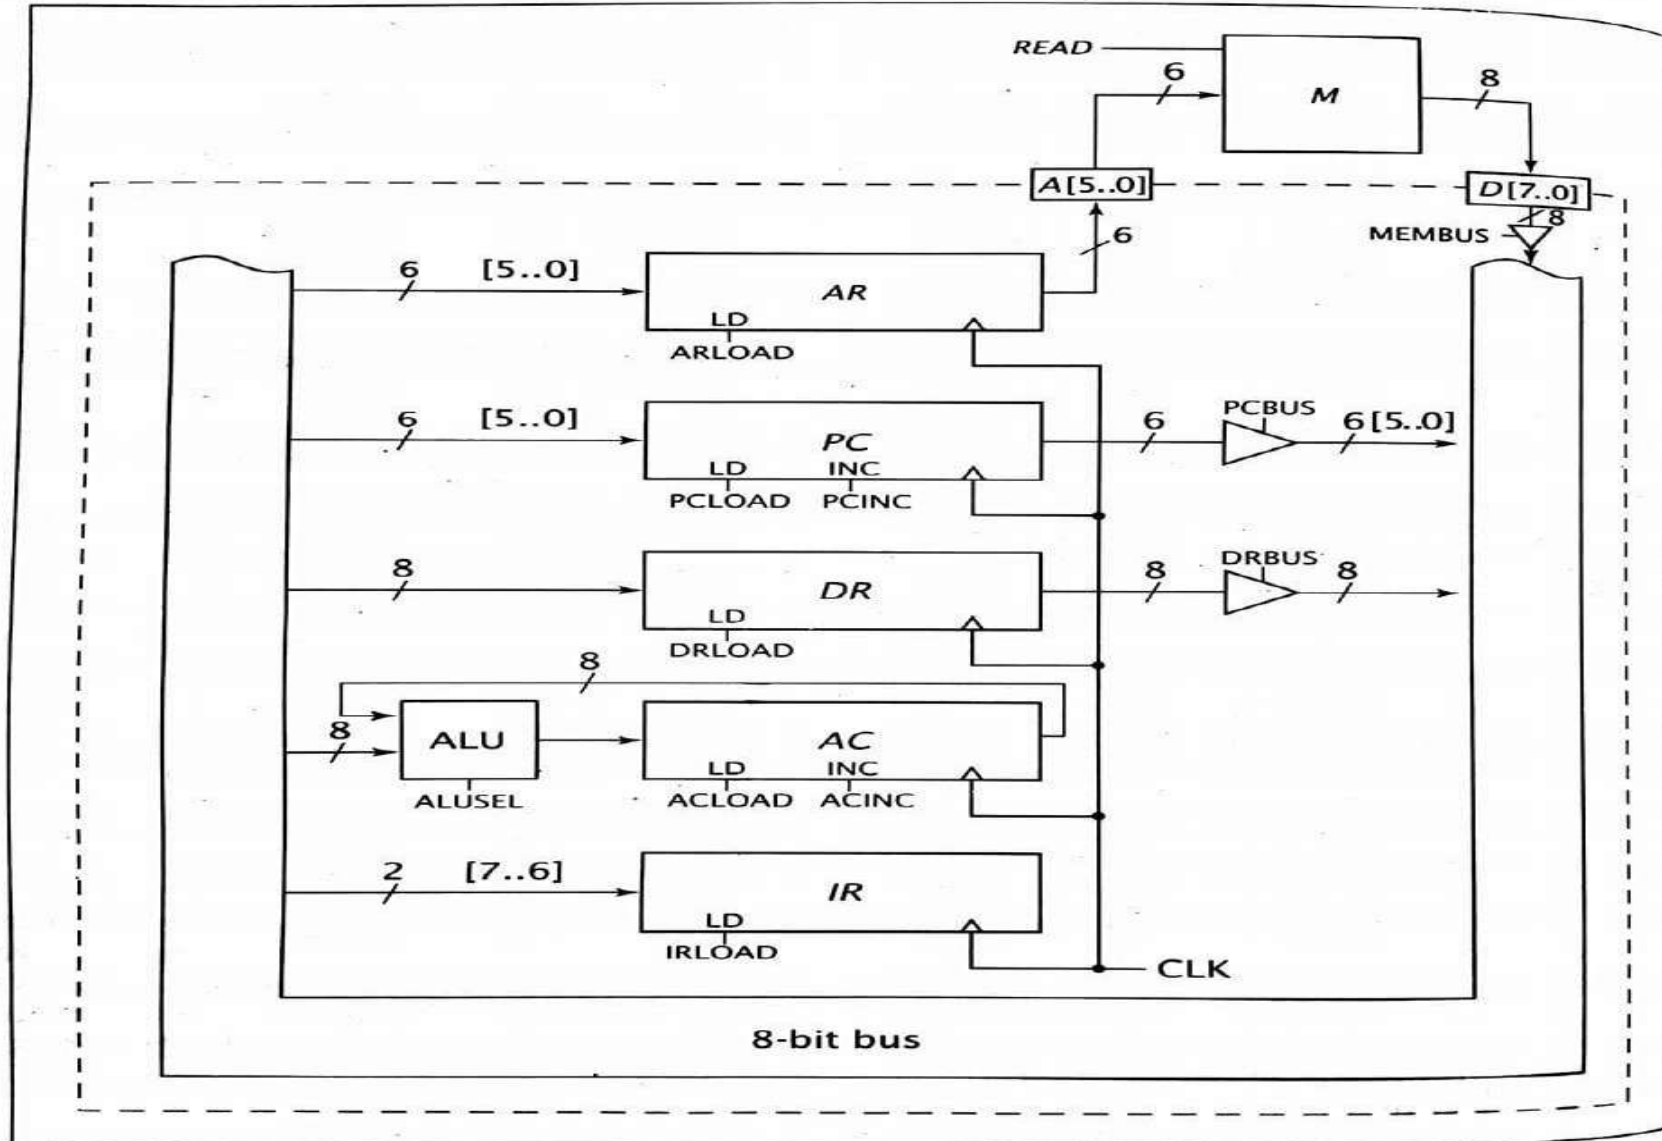 READ
6
M
8
A[5..0]
D[7..0]
6
8
MEMBUS
6 [5..0]
AR
LD
ARLOAD
6 [5..0]
PC
LD INC
PCLOAD PCINC
6
PCBUS
6[5..0]
8
DR
LD
DRLOAD
8
DRBUS
8
8
8
ALU
ALUSEL
AC
LD INC
ACLOAD ACINC
2 [7..6]
IR
LD
IRLOAD
CLK
8-bit bus